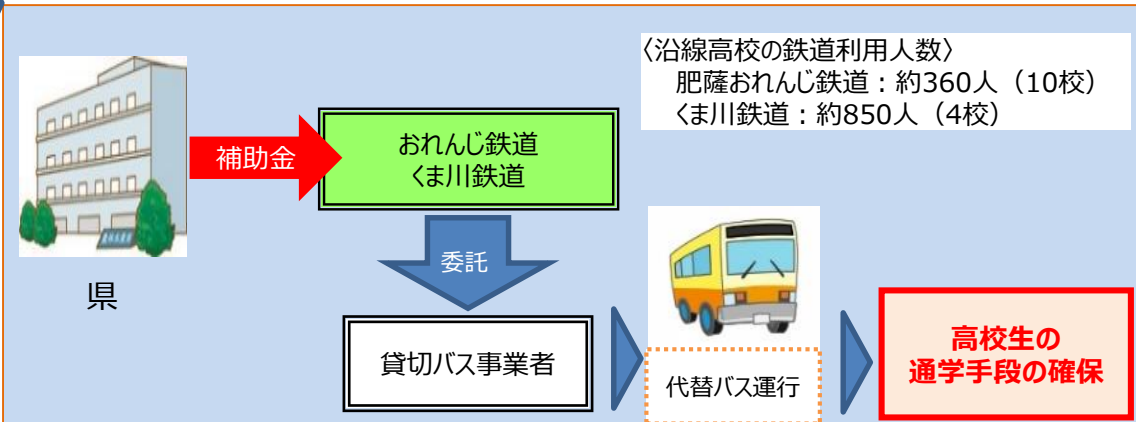 〈沿線高校の鉄道利用人数〉
肥薩おれんじ鉄道：約360人（10校）
くま川鉄道：約850人（4校）
補助金
おれんじ鉄道
くま川鉄道
県
委託
貸切バス事業者
代替バス運行
高校生の
通学手段の確保